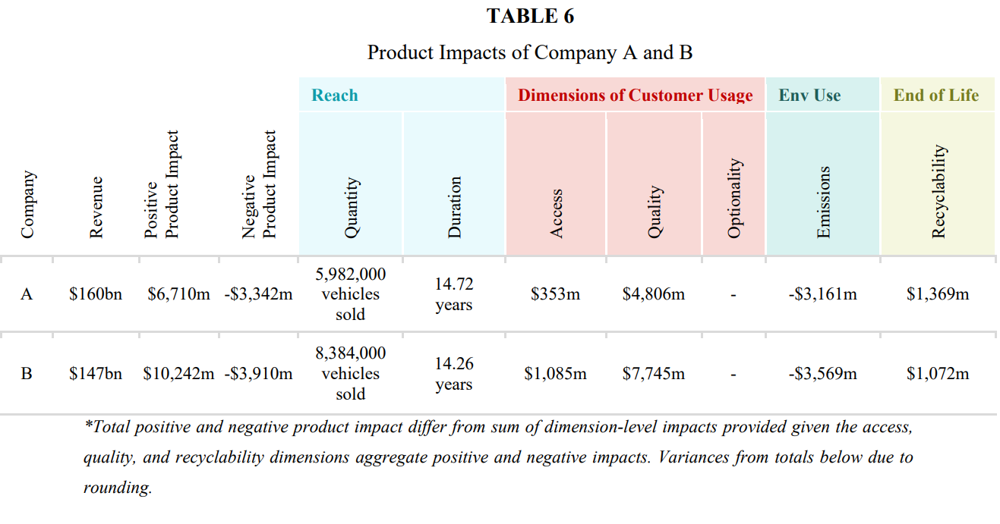 TABLE 6
Product Impacts of Company A and B
Reach
Dimensions of Customer Usage
Env Use
End of Life
Company
Revenue
Positive
Product Impact
Negative
Product Impact
Quantity
Duration
Access
Quality
Optionality
Emissions
Recyclability
A
$160bn
$6,710m
-$3,342m
5,982,000
vehicles
sold
14.72
years
$353m
$4,806m
-
-$3,161m
$1,369m
B
$147bn
$10,242m
-$3,910m
8,384,000
vehicles
sold
14.26
years
$1,085m
$7,745m
-
-$3,569m
$1,072m
*Total positive and negative product impact differ from sum of dimension-level impacts provided given the access,
quality, and recyclability dimensions aggregate positive and negative impacts. Variances from totals below due to
rounding.